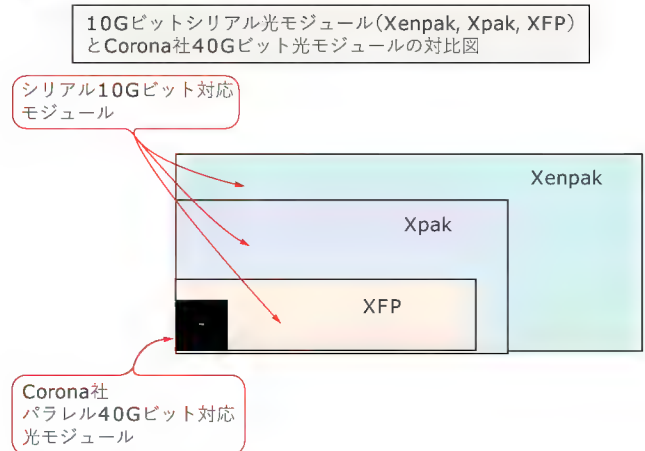 10Gビットシリアル光モジュール(Xenpak, Xpak, XFP)
とCorona社40Gビット光モジュールの対比図
シリアル10Gビット対応
モジュール
Xenpak
Xpak
XFP
Corona社
パラレル40Gビット対応
光モジュール